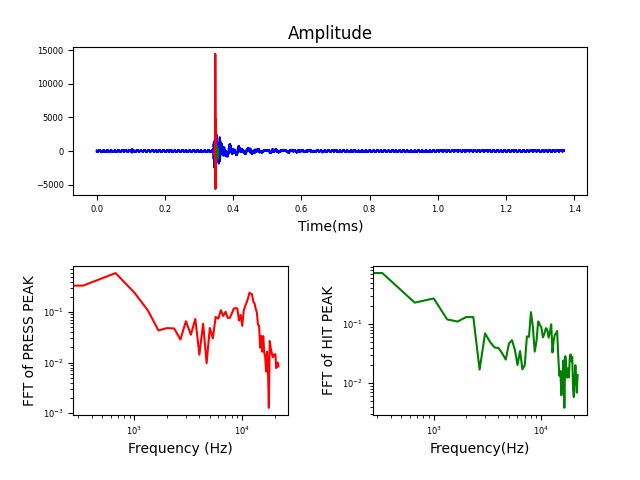 Amplitude
15000
10000
5000
0
−5000
0.0 0.2 0.4 0.6 0.8 1.0 1.2 1.4
Time(ms)
FFT of PRESS PEAK
10⁻¹
10⁻²
10⁻³
10³ 10⁴
Frequency (Hz)
FFT of HIT PEAK
10⁻¹
10⁻²
10³ 10⁴
Frequency(Hz)